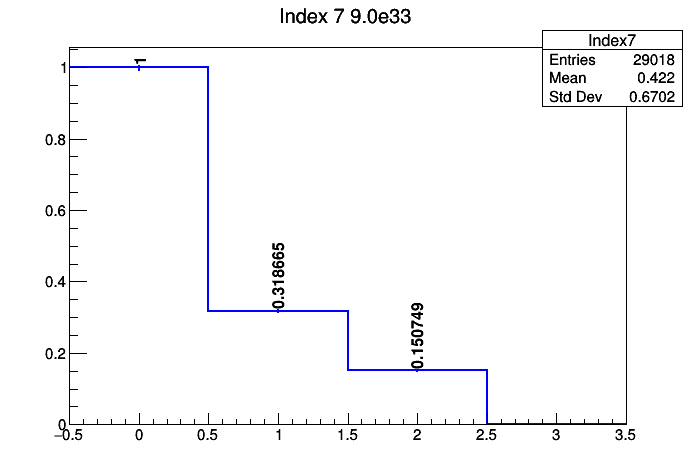 Index 7 9.0e33
Index7
Entries 29018
Mean 0.422
Std Dev 0.6702
1
0.8
0.6
0.4
0.2
0
1
0.318665
0.150749
−0.5 0 0.5 1 1.5 2 2.5 3 3.5